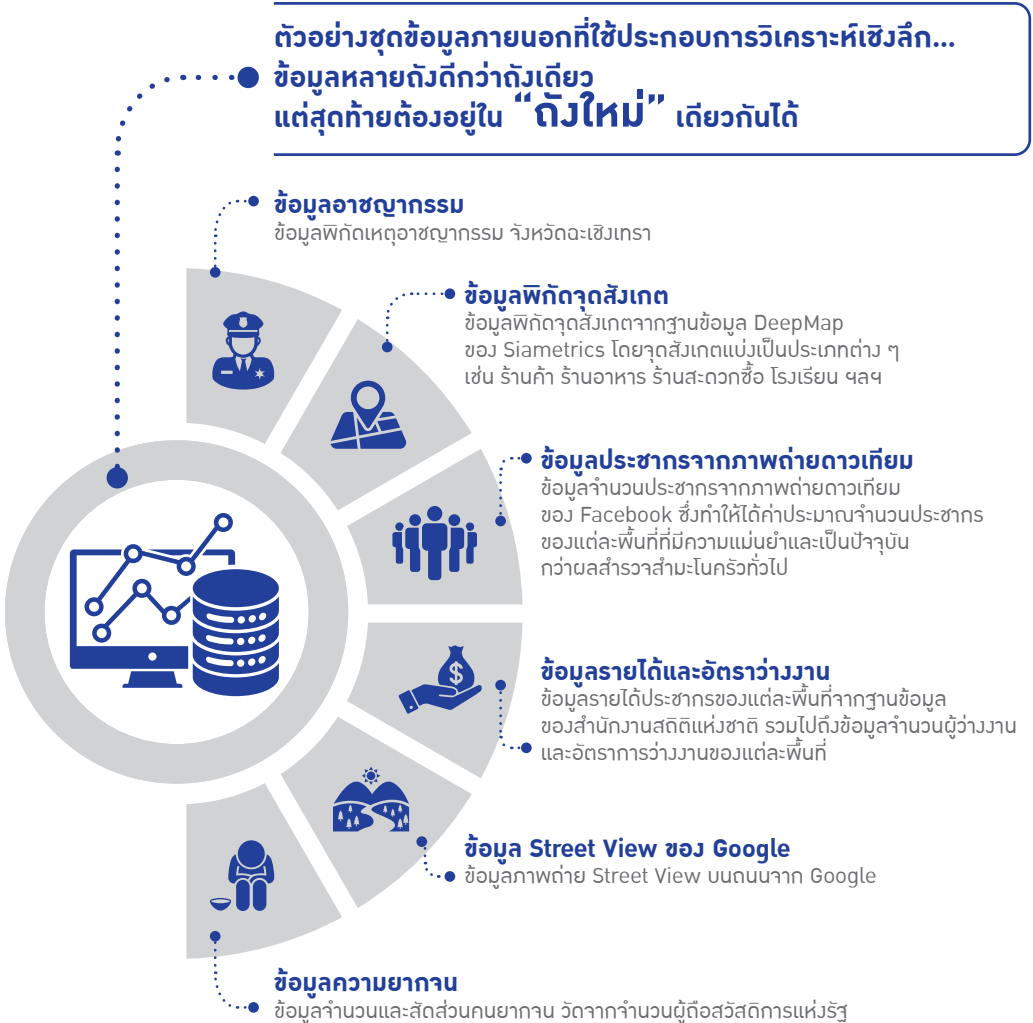 ตัวอย่างชุดข้อมูลภายนอกที่ใช้ประกอบการวิเคราะห์เชิงลึก...
ข้อมูลหลายถังดีกว่าถังเดียว
แต่สุดท้ายต้องอยู่ใน “ถังใหม่” เดียวกันได้
ข้อมูลอาชญากรรม
ข้อมูลพิกัดเหตุอาชญากรรม จังหวัดฉะเชิงเทรา
ข้อมูลพิกัดจุดสังเกต
ข้อมูลพิกัดจุดสังเกตจากฐานข้อมูล DeepMap
ของ Siametrics โดยจุดสังเกตแบ่งเป็นประเภทต่าง ๆ
เช่น ร้านค้า ร้านอาหาร ร้านสะดวกซื้อ โรงเรียน ฯลฯ
ข้อมูลประชากรจากภาพถ่ายดาวเทียม
ข้อมูลจำนวนประชากรจากภาพถ่ายดาวเทียม
ของ Facebook ซึ่งทำให้ได้ค่าประมาณจำนวนประชากร
ของแต่ละพื้นที่ที่มีความแม่นยำและเป็นปัจจุบัน
กว่าผลสำรวจสำมะโนครัวทั่วไป
ข้อมูลรายได้และอัตราว่างงาน
ข้อมูลรายได้ประชากรของแต่ละพื้นที่จากฐานข้อมูล
ของสำนักงานสถิติแห่งชาติ รวมไปถึงข้อมูลจำนวนผู้ว่างงาน
และอัตราการว่างงานของแต่ละพื้นที่
ข้อมูล Street View ของ Google
ข้อมูลภาพถ่าย Street View บนถนนจาก Google
ข้อมูลความยากจน
ข้อมูลจำนวนและสัดส่วนคนยากจน วัดจากจำนวนผู้ถือสวัสดิการแห่งรัฐ
$